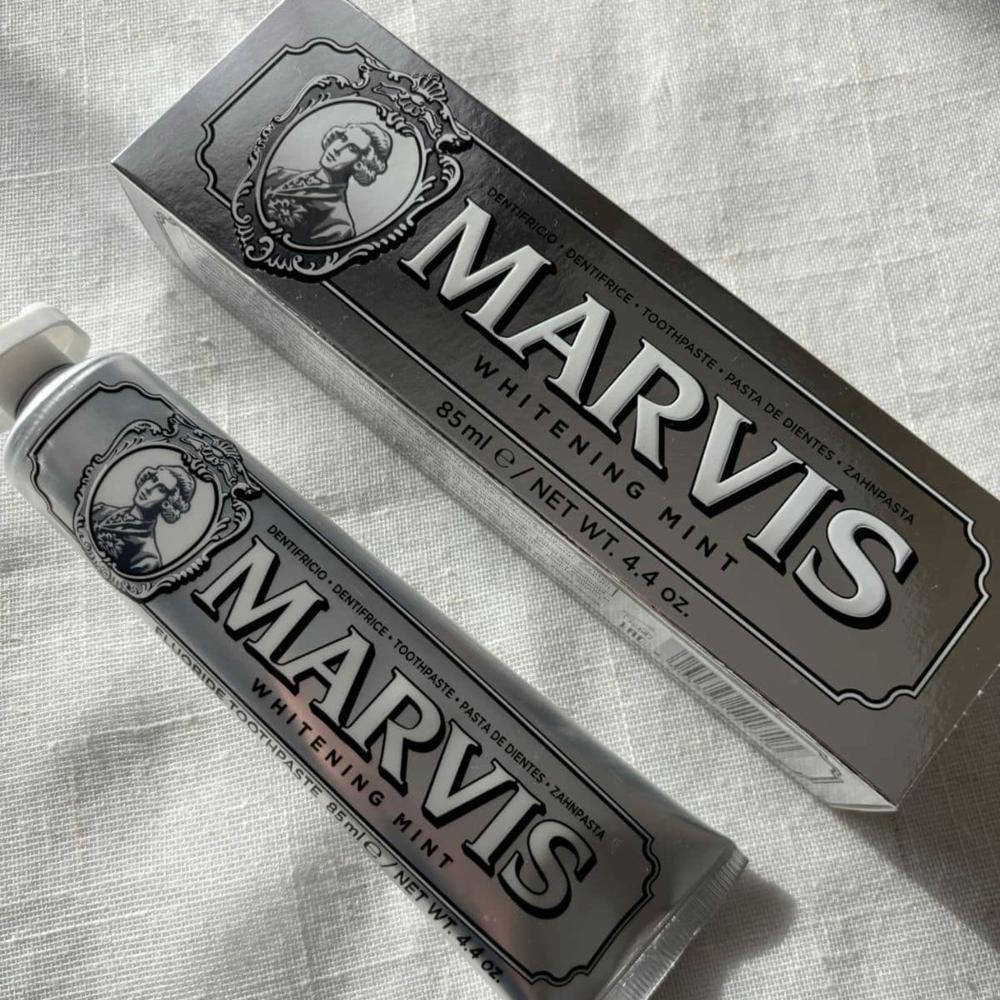 DENTIFRICIO • DENTIFRICE • TOOTHPASTE • PASTA DE DIENTES • ZAHNPASTA
MARVIS
WHITENING MINT
85ml ℮ / NET WT. 4.4 OZ.
DENTIFRICIO • DENTIFRICE • TOOTHPASTE • PASTA DE DIENTES • ZAHNPASTA
MARVIS
WHITENING MINT
FLUORIDE TOOTHPASTE 85ml ℮ / NET WT. 4.4 OZ.